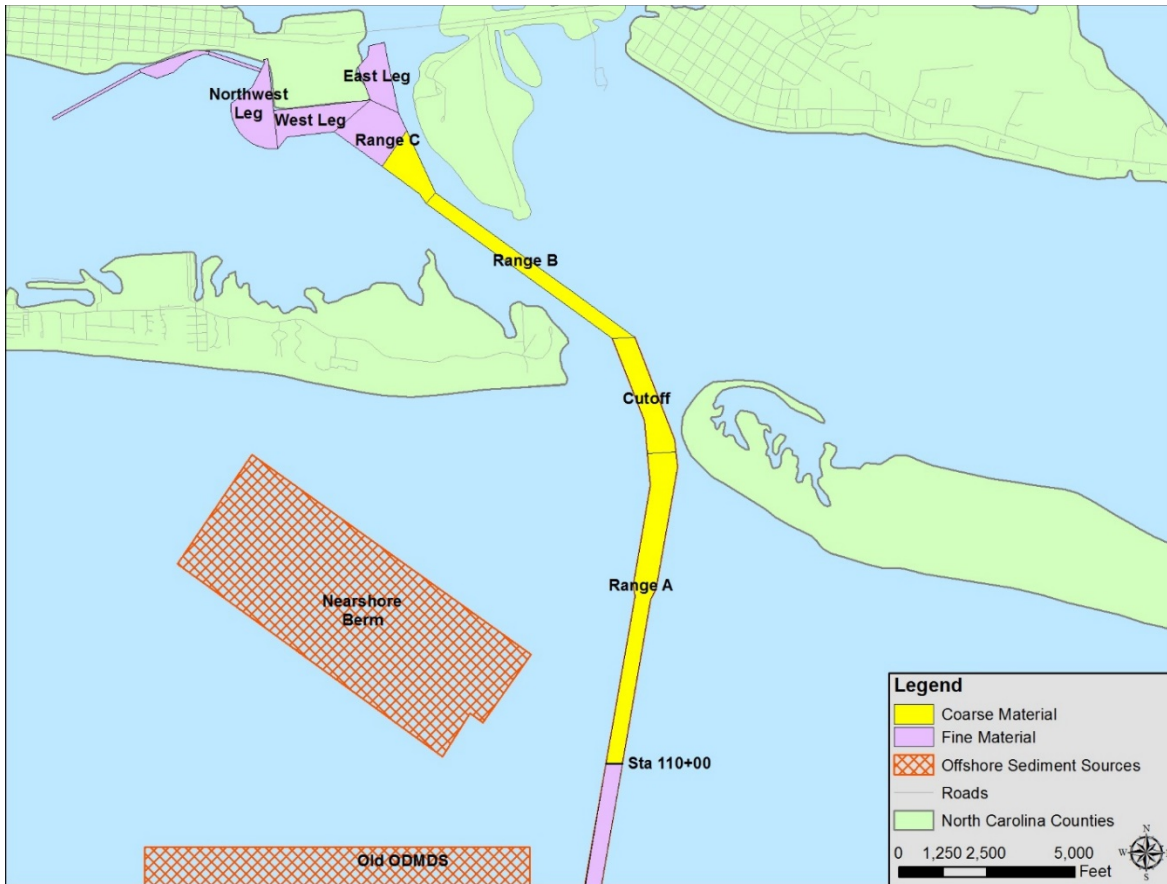 East Leg
Northwest
Leg
West Leg
Range C
Range B
Cutoff
Range A
Nearshore
Berm
Sta 110+00
Old ODMDS
Legend
Coarse Material
Fine Material
Offshore Sediment Sources
Roads
North Carolina Counties
0 1,250 2,500 5,000
Feet
N
W E
S